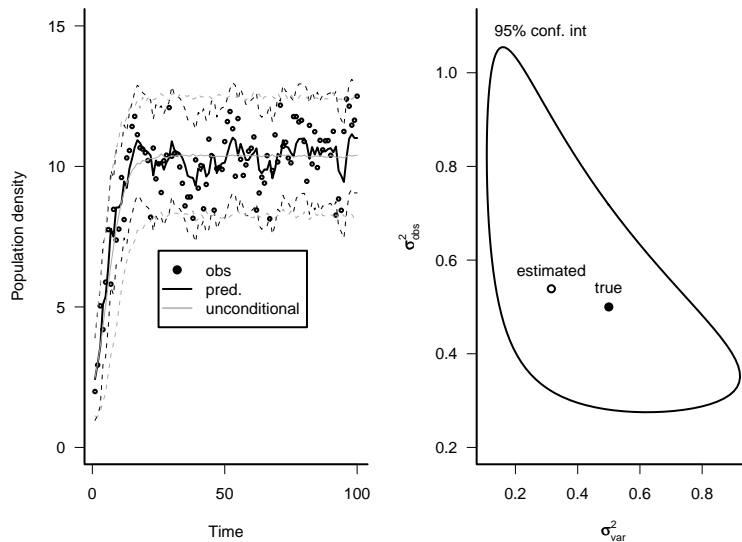 15
10
5
0
Population density
obs
pred.
unconditional
0
50
100
Time
95% conf. int
1.0
0.8
0.6
0.4
0.2
σ²obs
estimated
true
0.2
0.4
0.6
0.8
σ²var